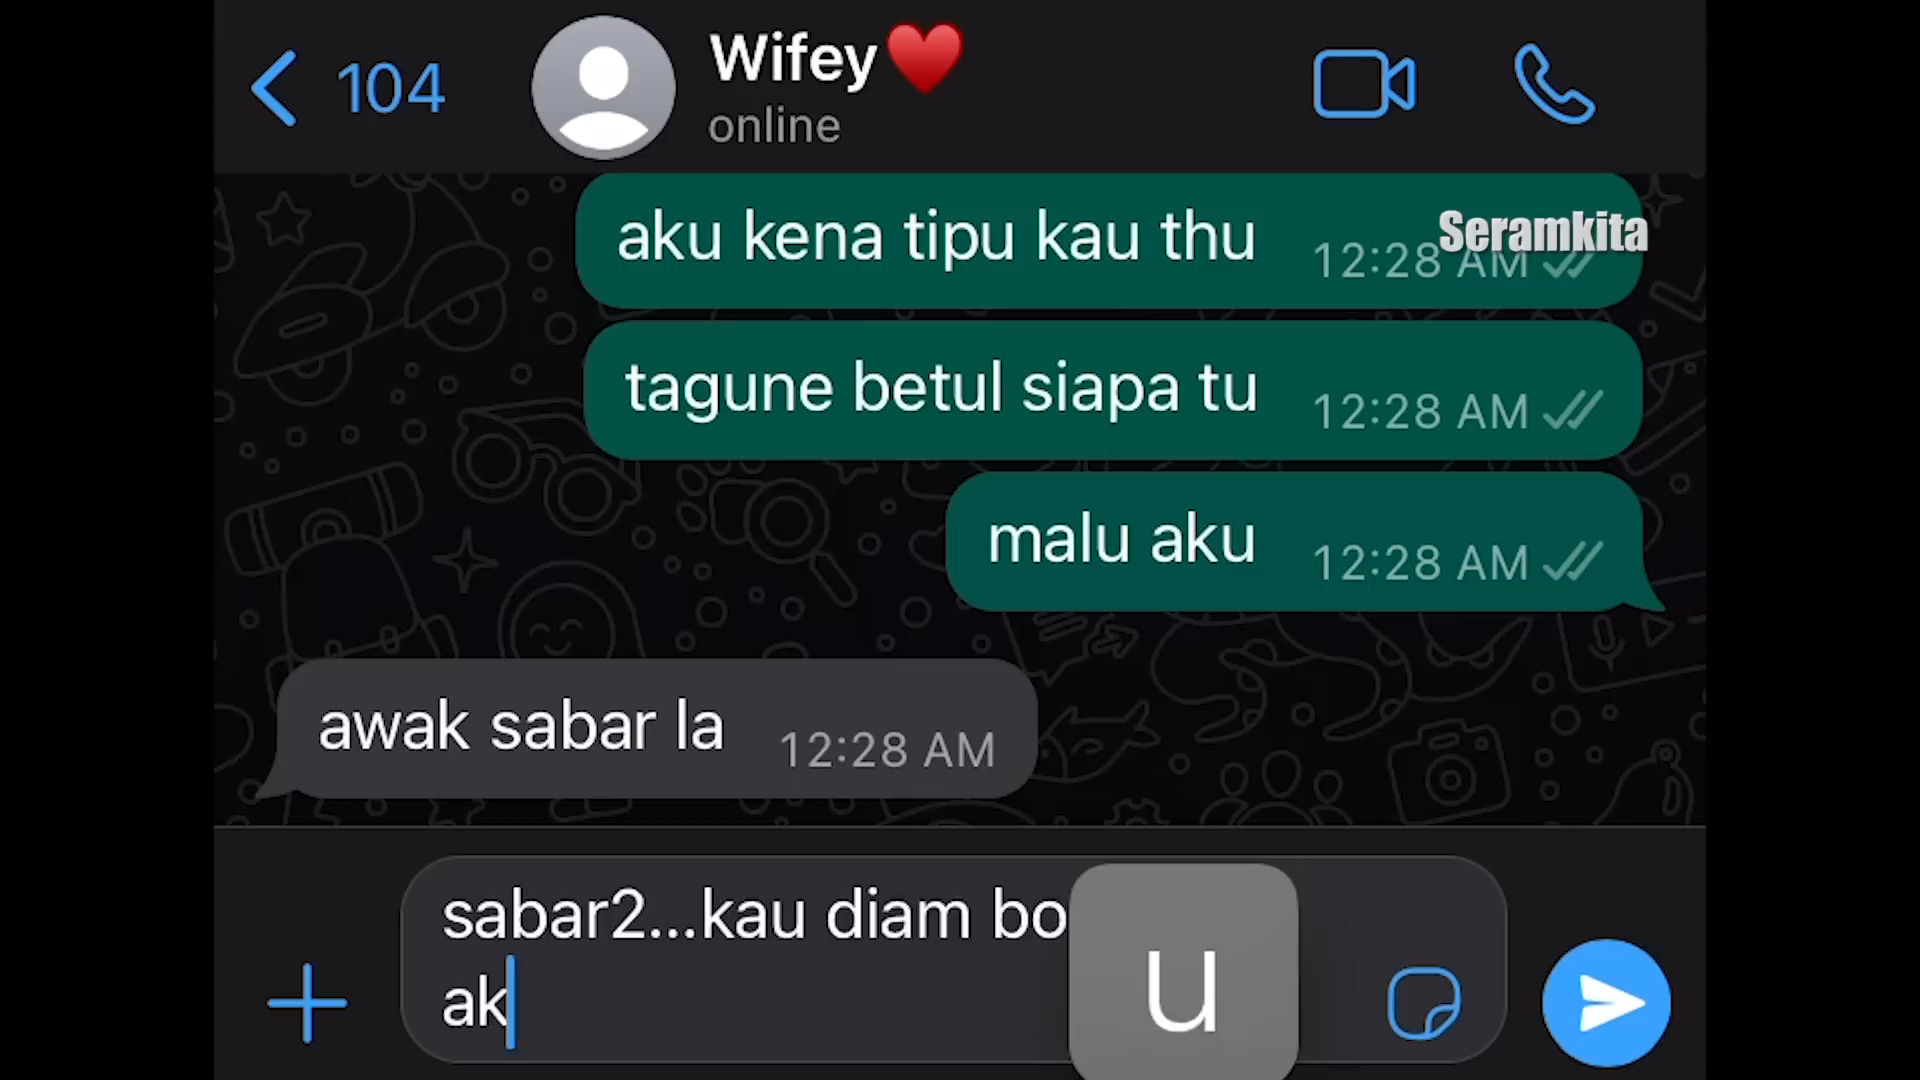 104
Wifey❤️
online
aku kena tipu kau thu
12:28 AM
Seramkita
tagune betul siapa tu
12:28 AM
malu aku
12:28 AM
awak sabar la
12:28 AM
sabar2...kau diam bo
ak
u